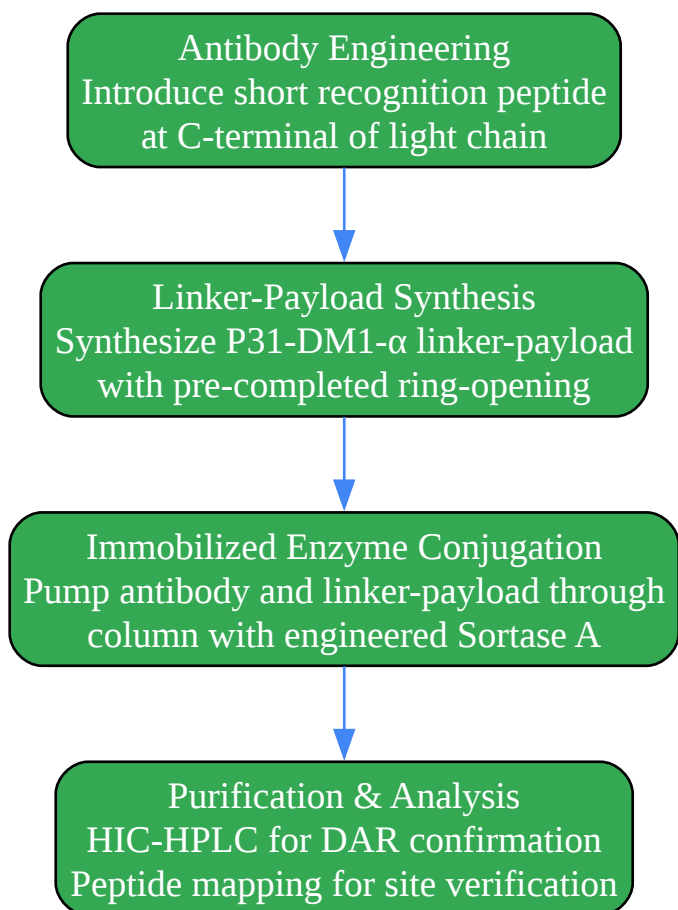 Antibody Engineering
Introduce short recognition peptide
at C-terminal of light chain
Linker-Payload Synthesis
Synthesize P31-DM1-α linker-payload
with pre-completed ring-opening
Immobilized Enzyme Conjugation
Pump antibody and linker-payload through
column with engineered Sortase A
Purification & Analysis
HIC-HPLC for DAR confirmation
Peptide mapping for site verification